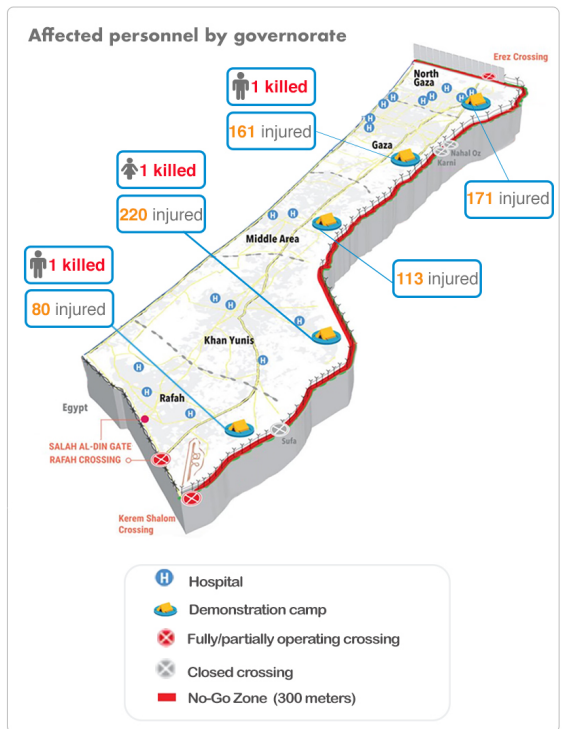 Affected personnel by governorate
Erez Crossing
North
Gaza
1 killed
161 injured
Gaza
Nahal Oz
Karni
171 injured
1 killed
220 injured
Middle Area
113 injured
1 killed
80 injured
Khan Yunis
Rafah
Egypt
SALAH AL-DIN GATE
RAFAH CROSSING
Sufa
Kerem Shalom
Crossing
H Hospital
Demonstration camp
Fully/partially operating crossing
Closed crossing
No-Go Zone (300 meters)